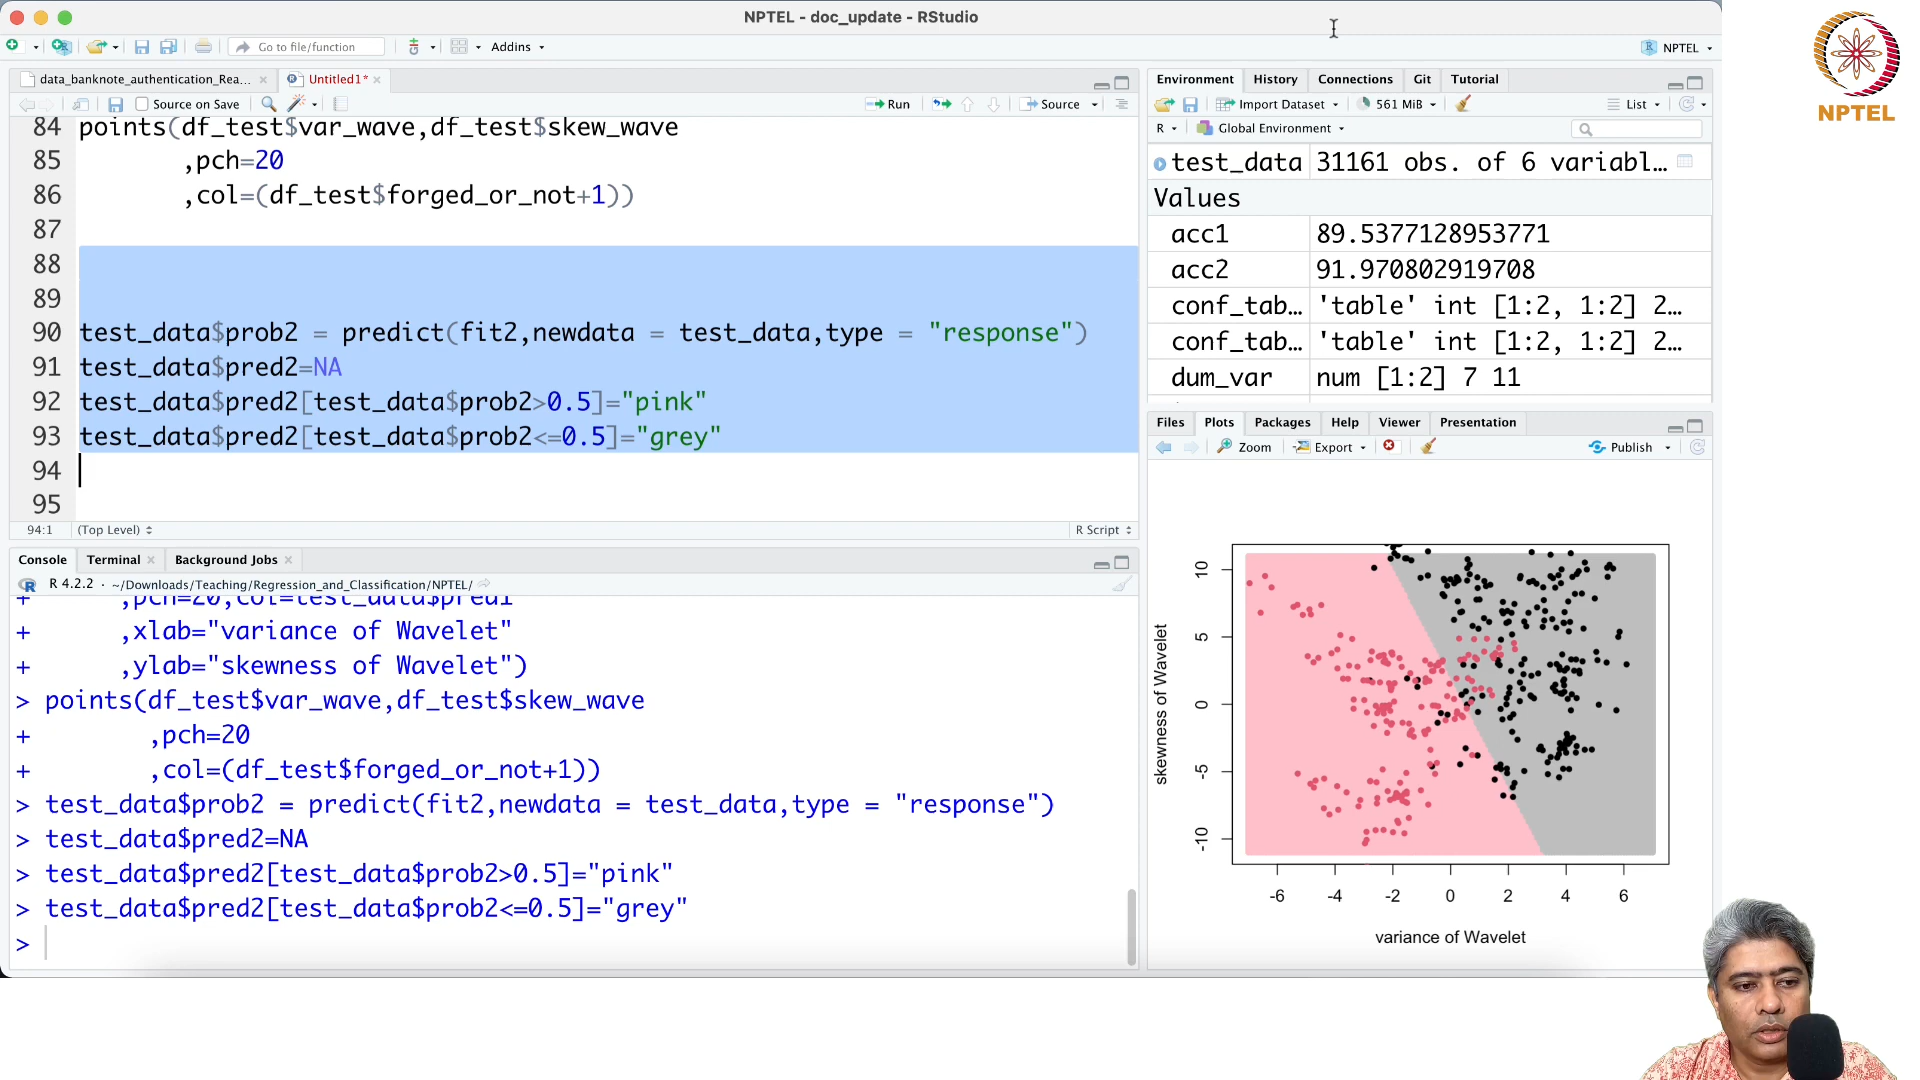 NPTEL - doc_update - RStudio
Go to file/function
Addins
NPTEL
data_banknote_authentication_Rea...
Untitled1*
Source on Save
Run
Source
84 points(df_test$var_wave,df_test$skew_wave
85 ,pch=20
86 ,col=(df_test$forged_or_not+1))
87
88
89
90 test_data$prob2 = predict(fit2,newdata = test_data,type = "response")
91 test_data$pred2=NA
92 test_data$pred2[test_data$prob2>0.5]="pink"
93 test_data$pred2[test_data$prob2<=0.5]="grey"
94
95
94:1 (Top Level) R Script
Console Terminal Background Jobs
R 4.2.2 · ~/Downloads/Teaching/Regression_and_Classification/NPTEL/
+ ,pch=20,col=test_data$pred1
+ ,xlab="variance of Wavelet"
+ ,ylab="skewness of Wavelet")
> points(df_test$var_wave,df_test$skew_wave
+ ,pch=20
+ ,col=(df_test$forged_or_not+1))
> test_data$prob2 = predict(fit2,newdata = test_data,type = "response")
> test_data$pred2=NA
> test_data$pred2[test_data$prob2>0.5]="pink"
> test_data$pred2[test_data$prob2<=0.5]="grey"
>
Environment History Connections Git Tutorial
Import Dataset 561 MiB List
R Global Environment
test_data 31161 obs. of 6 variabl...
Values
acc1 89.5377128953771
acc2 91.970802919708
conf_tab... 'table' int [1:2, 1:2] 2...
conf_tab... 'table' int [1:2, 1:2] 2...
dum_var num [1:2] 7 11
Files Plots Packages Help Viewer Presentation
Zoom Export Publish
skewness of Wavelet
10
5
0
-5
-10
-6 -4 -2 0 2 4 6
variance of Wavelet
NPTEL